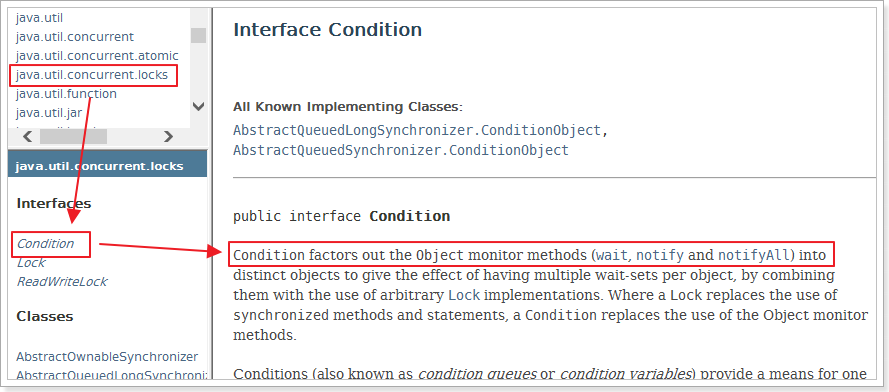 java.util
java.util.concurrent
java.util.concurrent.atomic
java.util.concurrent.locks
java.util.function
java.util.jar
java.util.concurrent.locks
Interfaces
Condition
Lock
ReadWriteLock
Classes
AbstractOwnableSynchronizer
AbstractQueuedLongSynchroni
Interface Condition
All Known Implementing Classes:
AbstractQueuedLongSynchronizer.ConditionObject,
AbstractQueuedSynchronizer.ConditionObject
public interface Condition
Condition factors out the Object monitor methods (wait, notify and notifyAll) into
distinct objects to give the effect of having multiple wait-sets per object, by combining
them with the use of arbitrary Lock implementations. Where a Lock replaces the use of
synchronized methods and statements, a Condition replaces the use of the Object monitor
methods.
Conditions (also known as condition queues or condition variables) provide a means for one